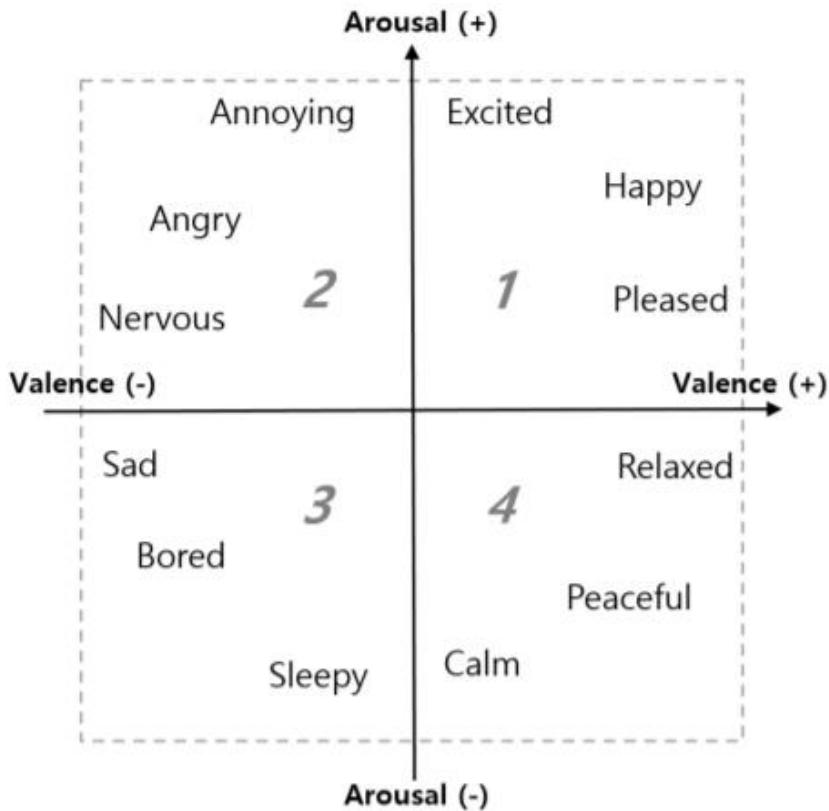 Arousal (+)
Annoying Excited
Happy
Angry
2 1
Nervous Pleased
Valence (-) Valence (+)
Sad Relaxed
3 4
Bored
Peaceful
Sleepy Calm
Arousal (-)